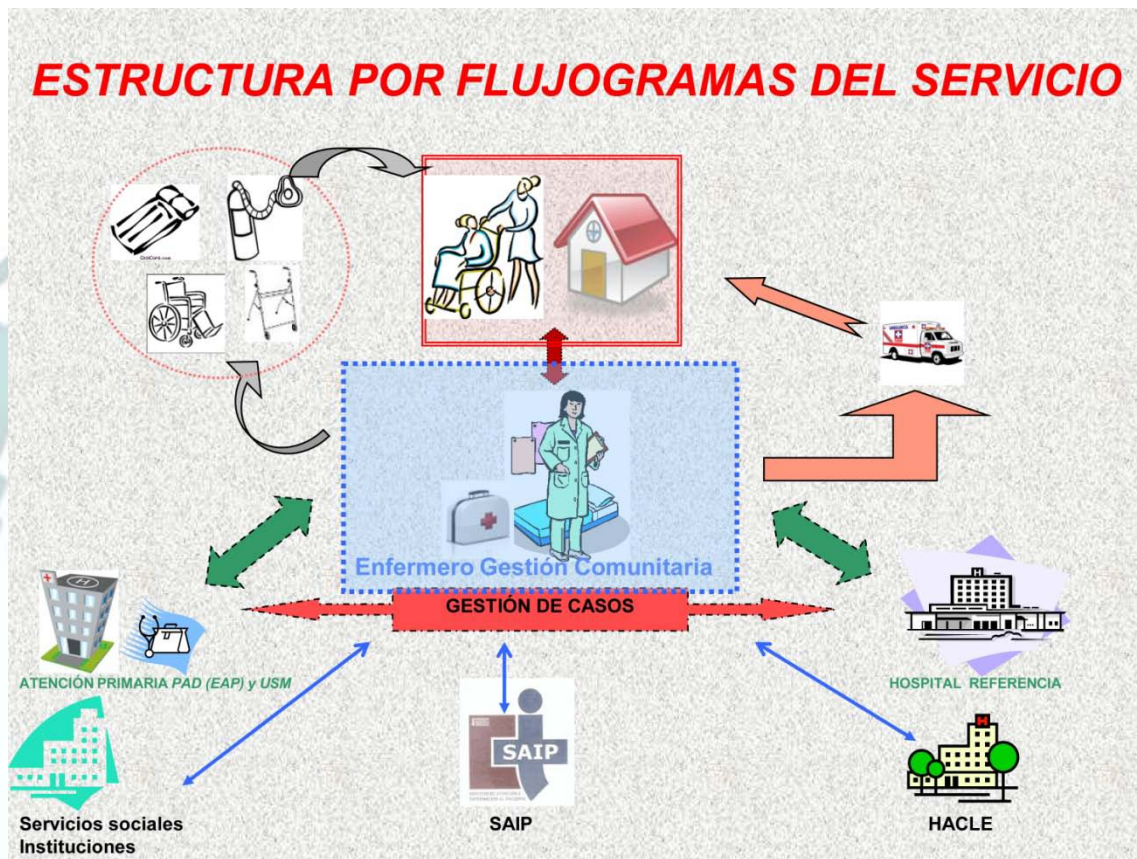 ESTRUCTURA POR FLUJOGRAMAS DEL SERVICIO
AMBULANCE
Enfermero Gestión Comunitaria
GESTIÓN DE CASOS
H
ATENCIÓN PRIMARIA PAD (EAP) y USM
HOSPITAL REFERENCIA
SAIP
H
Servicios sociales
Instituciones
SAIP
HACLE